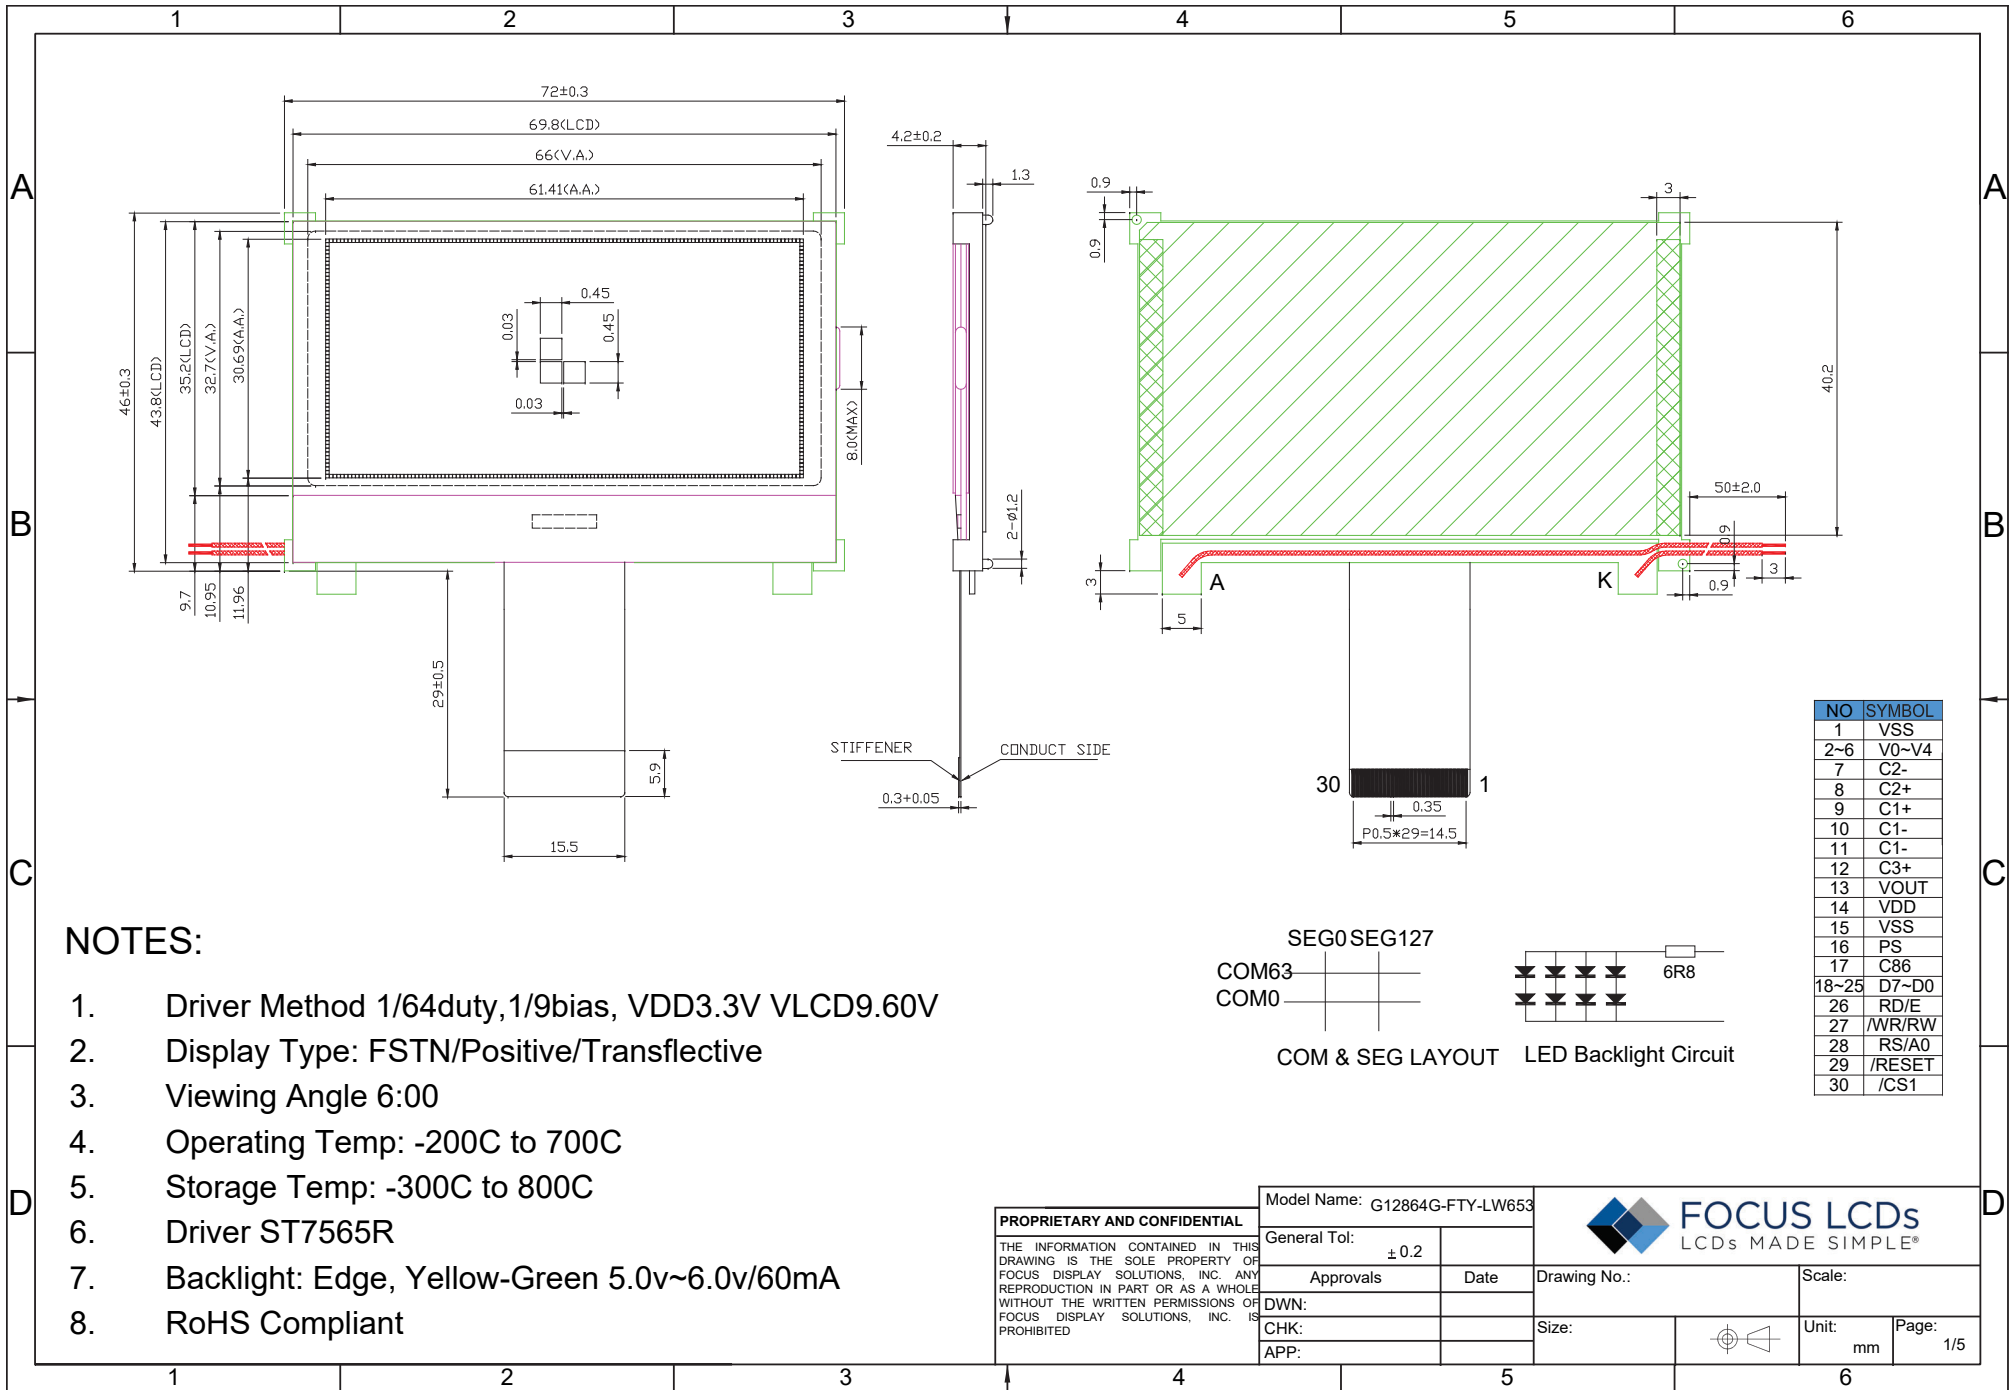 1 2 3 4 5 6
A A
B B
C C
D D
72±0.3
69.8(LCD)
66(V.A.)
61.41(A.A.)
46±0.3
43.8(LCD)
35.2(LCD)
32.7(V.A.)
30.69(A.A.)
0.45
0.03
0.45
0.03
8.0(MAX)
9.7
10.95
11.96
29±0.5
5.9
15.5
4.2±0.2
1.3
2-Ø1.2
STIFFENER
CONDUCT SIDE
0.3+0.05
0.9
0.9
3
40.2
50±2.0
0.9
3
0.9
3
5
A
K
30
1
0.35
P0.5*29=14.5
NO SYMBOL
1 VSS
2~6 V0~V4
7 C2-
8 C2+
9 C1+
10 C1-
11 C1-
12 C3+
13 VOUT
14 VDD
15 VSS
16 PS
17 C86
18~25 D7~D0
26 RD/E
27 /WR/RW
28 RS/A0
29 /RESET
30 /CS1
SEG0 SEG127
COM63
COM0
COM & SEG LAYOUT
6R8
LED Backlight Circuit
NOTES:
1. Driver Method 1/64duty,1/9bias, VDD3.3V VLCD9.60V
2. Display Type: FSTN/Positive/Transflective
3. Viewing Angle 6:00
4. Operating Temp: -200C to 700C
5. Storage Temp: -300C to 800C
6. Driver ST7565R
7. Backlight: Edge, Yellow-Green 5.0v~6.0v/60mA
8. RoHS Compliant
PROPRIETARY AND CONFIDENTIAL
THE INFORMATION CONTAINED IN THIS
DRAWING IS THE SOLE PROPERTY OF
FOCUS DISPLAY SOLUTIONS, INC. ANY
REPRODUCTION IN PART OR AS A WHOLE
WITHOUT THE WRITTEN PERMISSIONS OF
FOCUS DISPLAY SOLUTIONS, INC. IS
PROHIBITED
Model Name: G12864G-FTY-LW653
General Tol:
± 0.2
Approvals Date
DWN:
CHK:
APP:
FOCUS LCDs
LCDs MADE SIMPLE®
Drawing No.:
Scale:
Size:
Unit:
mm
Page:
1/5
1 2 3 4 5 6